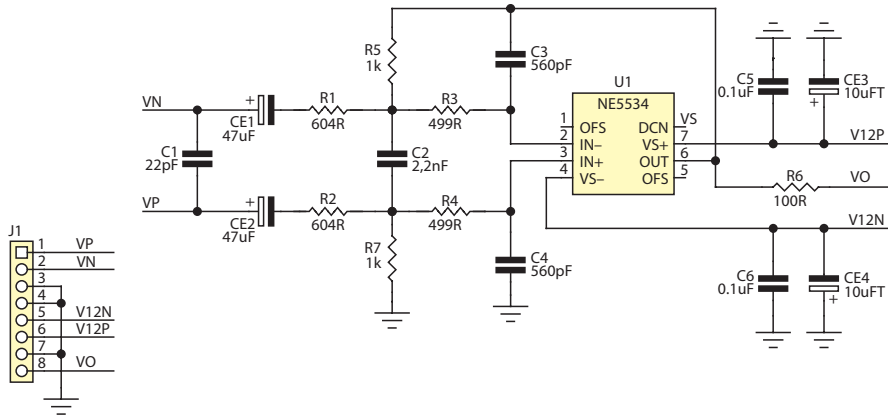 R5
1k
C3
560pF
U1
NE5534
C5
0.1uF
CE3
10uFT
+
VN
+
CE1
47uF
R1
604R
R3
499R
1
OFS
DCN
VS
2
IN–
VS+
7
V12P
3
IN+
OUT
6
4
VS–
OFS
5
C1
22pF
C2
2,2nF
R6
100R
VO
VP
+
CE2
47uF
R2
604R
R4
499R
V12N
R7
1k
C4
560pF
C6
0.1uF
CE4
10uFT
+
J1
1
VP
2
VN
3
4
5
V12N
6
V12P
7
8
VO